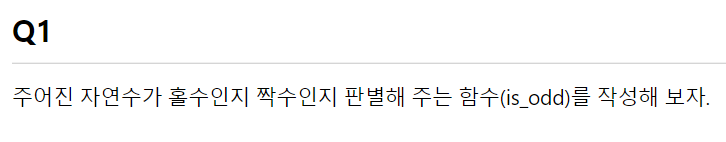 Q1
주어진 자연수가 홀수인지 짝수인지 판별해 주는 함수(is_odd)를 작성해 보자.